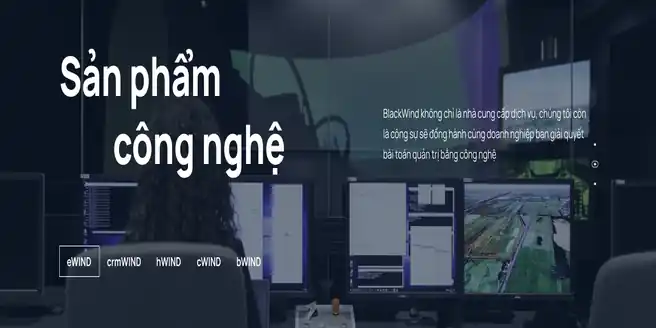 Sản phẩm
công nghệ
BlackWind không chỉ là nhà cung cấp dịch vụ, chúng tôi còn
là cộng sự sẽ đồng hành cùng doanh nghiệp bạn giải quyết
bài toán quản trị bằng công nghệ
eWIND
crmWIND
hWIND
cWIND
bWIND